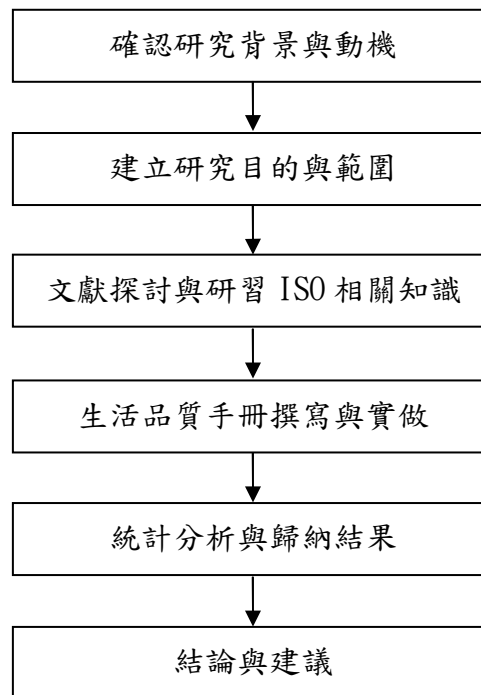 確認研究背景與動機
建立研究目的與範圍
文獻探討與研習 ISO 相關知識
生活品質手冊撰寫與實做
統計分析與歸納結果
結論與建議